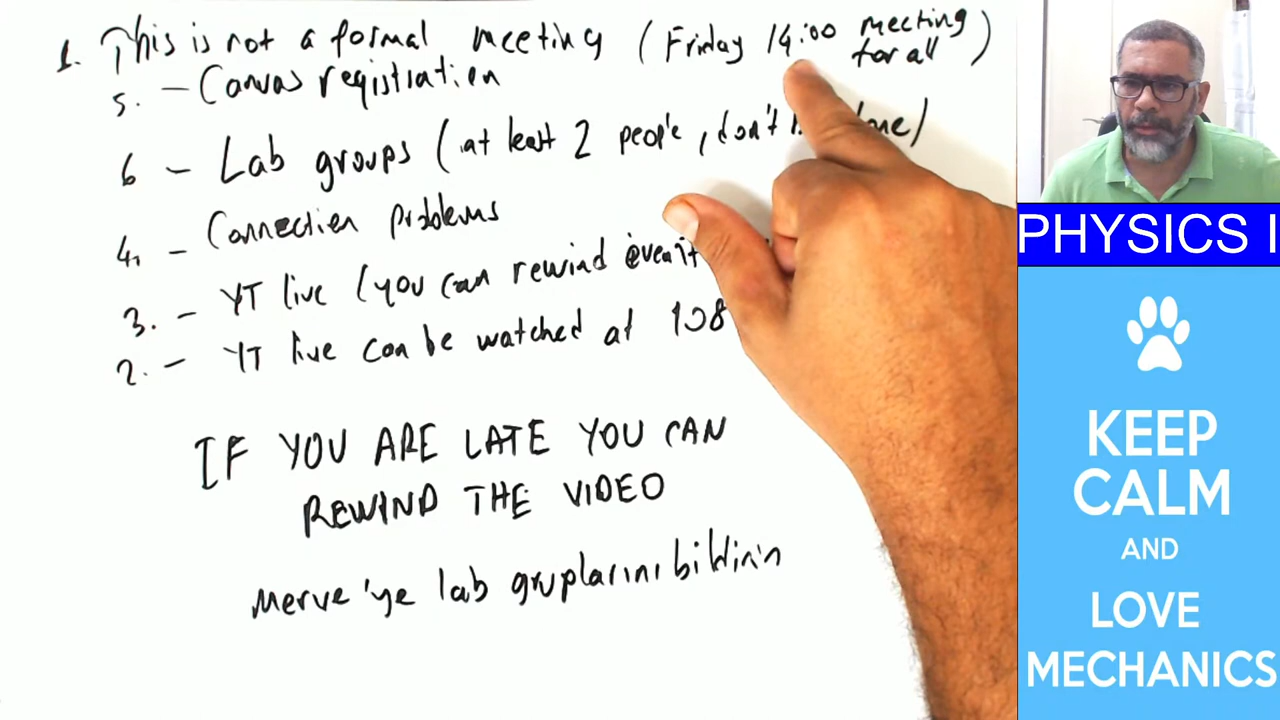 1. This is not a formal meeting (Friday 14:00 meeting for all)
5. - Canvas registration
6 - Lab groups (at least 2 people, don't
4. - Connection problems
3. - YT live (you can rewind even if
2. - YT live can be watched at 108
IF YOU ARE LATE YOU CAN
REWIND THE VIDEO
Merve'ye lab gruplarını bildirin
PHYSICS I
KEEP
CALM
AND
LOVE
MECHANICS